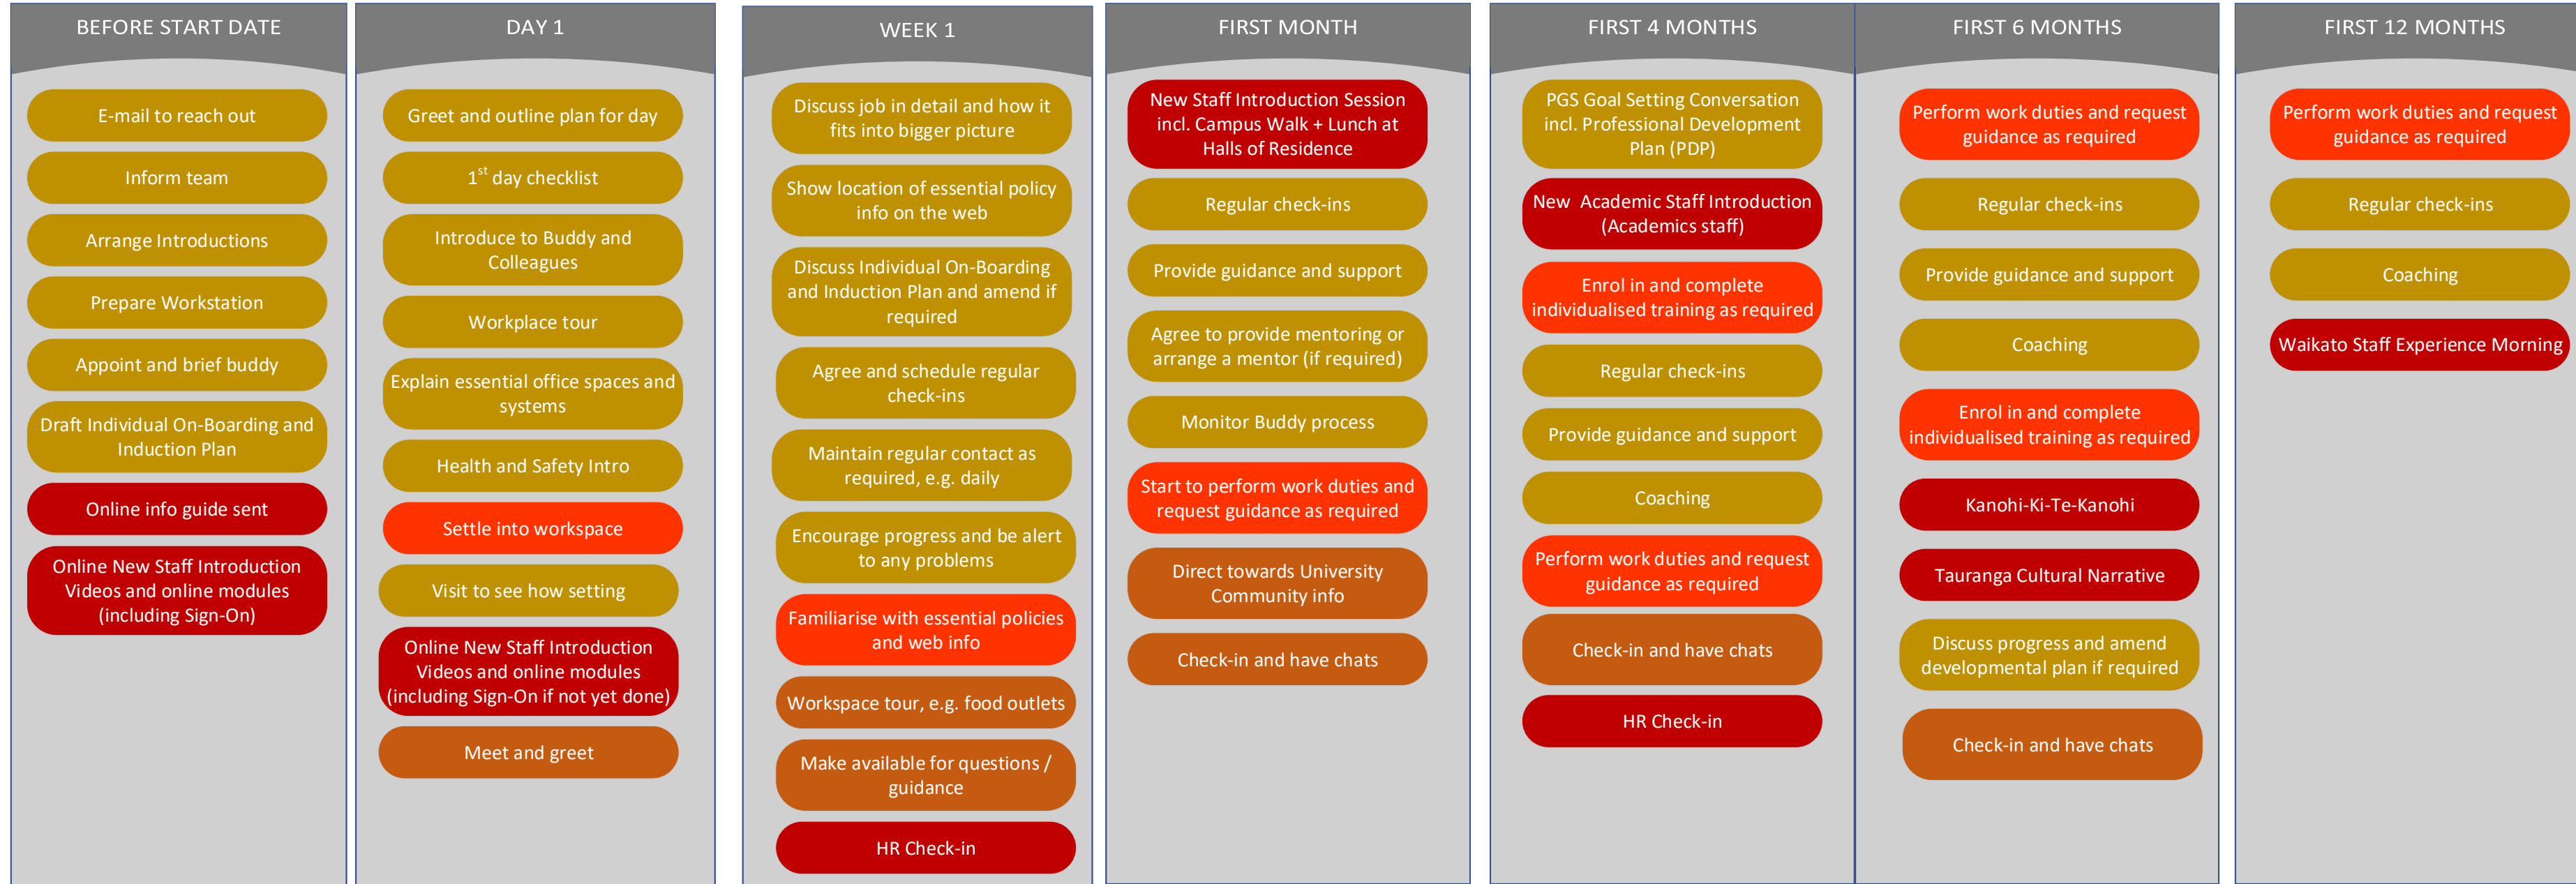 BEFORE START DATE
E-mail to reach out
Inform team
Arrange Introductions
Prepare Workstation
Appoint and brief buddy
Draft Individual On-Boarding and
Induction Plan
Online info guide sent
Online New Staff Introduction
Videos and online modules
(including Sign-On)
DAY 1
Greet and outline plan for day
1st day checklist
Introduce to Buddy and
Colleagues
Workplace tour
Explain essential office spaces and
systems
Health and Safety Intro
Settle into workspace
Visit to see how setting
Online New Staff Introduction
Videos and online modules
(including Sign-On if not yet done)
Meet and greet
WEEK 1
Discuss job in detail and how it
fits into bigger picture
Show location of essential policy
info on the web
Discuss Individual On-Boarding
and Induction Plan and amend if
required
Agree and schedule regular
check-ins
Maintain regular contact as
required, e.g. daily
Encourage progress and be alert
to any problems
Familiarise with essential policies
and web info
Workspace tour, e.g. food outlets
Make available for questions /
guidance
HR Check-in
FIRST MONTH
New Staff Introduction Session
incl. Campus Walk + Lunch at
Halls of Residence
Regular check-ins
Provide guidance and support
Agree to provide mentoring or
arrange a mentor (if required)
Monitor Buddy process
Start to perform work duties and
request guidance as required
Direct towards University
Community info
Check-in and have chats
FIRST 4 MONTHS
PGS Goal Setting Conversation
incl. Professional Development
Plan (PDP)
New Academic Staff Introduction
(Academics staff)
Enrol in and complete
individualised training as required
Regular check-ins
Provide guidance and support
Coaching
Perform work duties and request
guidance as required
Check-in and have chats
HR Check-in
FIRST 6 MONTHS
Perform work duties and request
guidance as required
Regular check-ins
Provide guidance and support
Coaching
Enrol in and complete
individualised training as required
Kanohi-Ki-Te-Kanohi
Tauranga Cultural Narrative
Discuss progress and amend
developmental plan if required
Check-in and have chats
FIRST 12 MONTHS
Perform work duties and request
guidance as required
Regular check-ins
Coaching
Waikato Staff Experience Morning